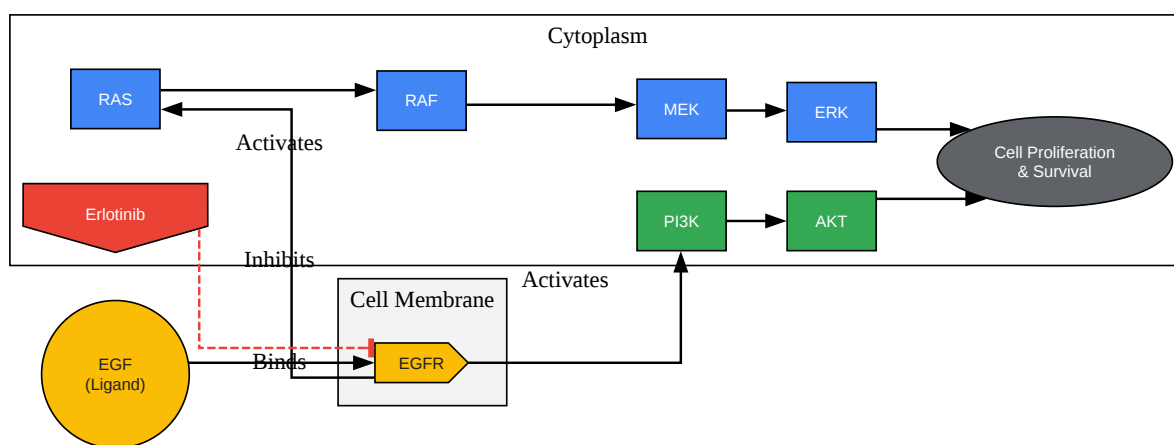 Cytoplasm
RAS
RAF
MEK
ERK
Activates
Cell Proliferation
& Survival
Erlotinib
PI3K
AKT
Inhibits
Activates
Cell Membrane
EGF
(Ligand)
Binds
EGFR